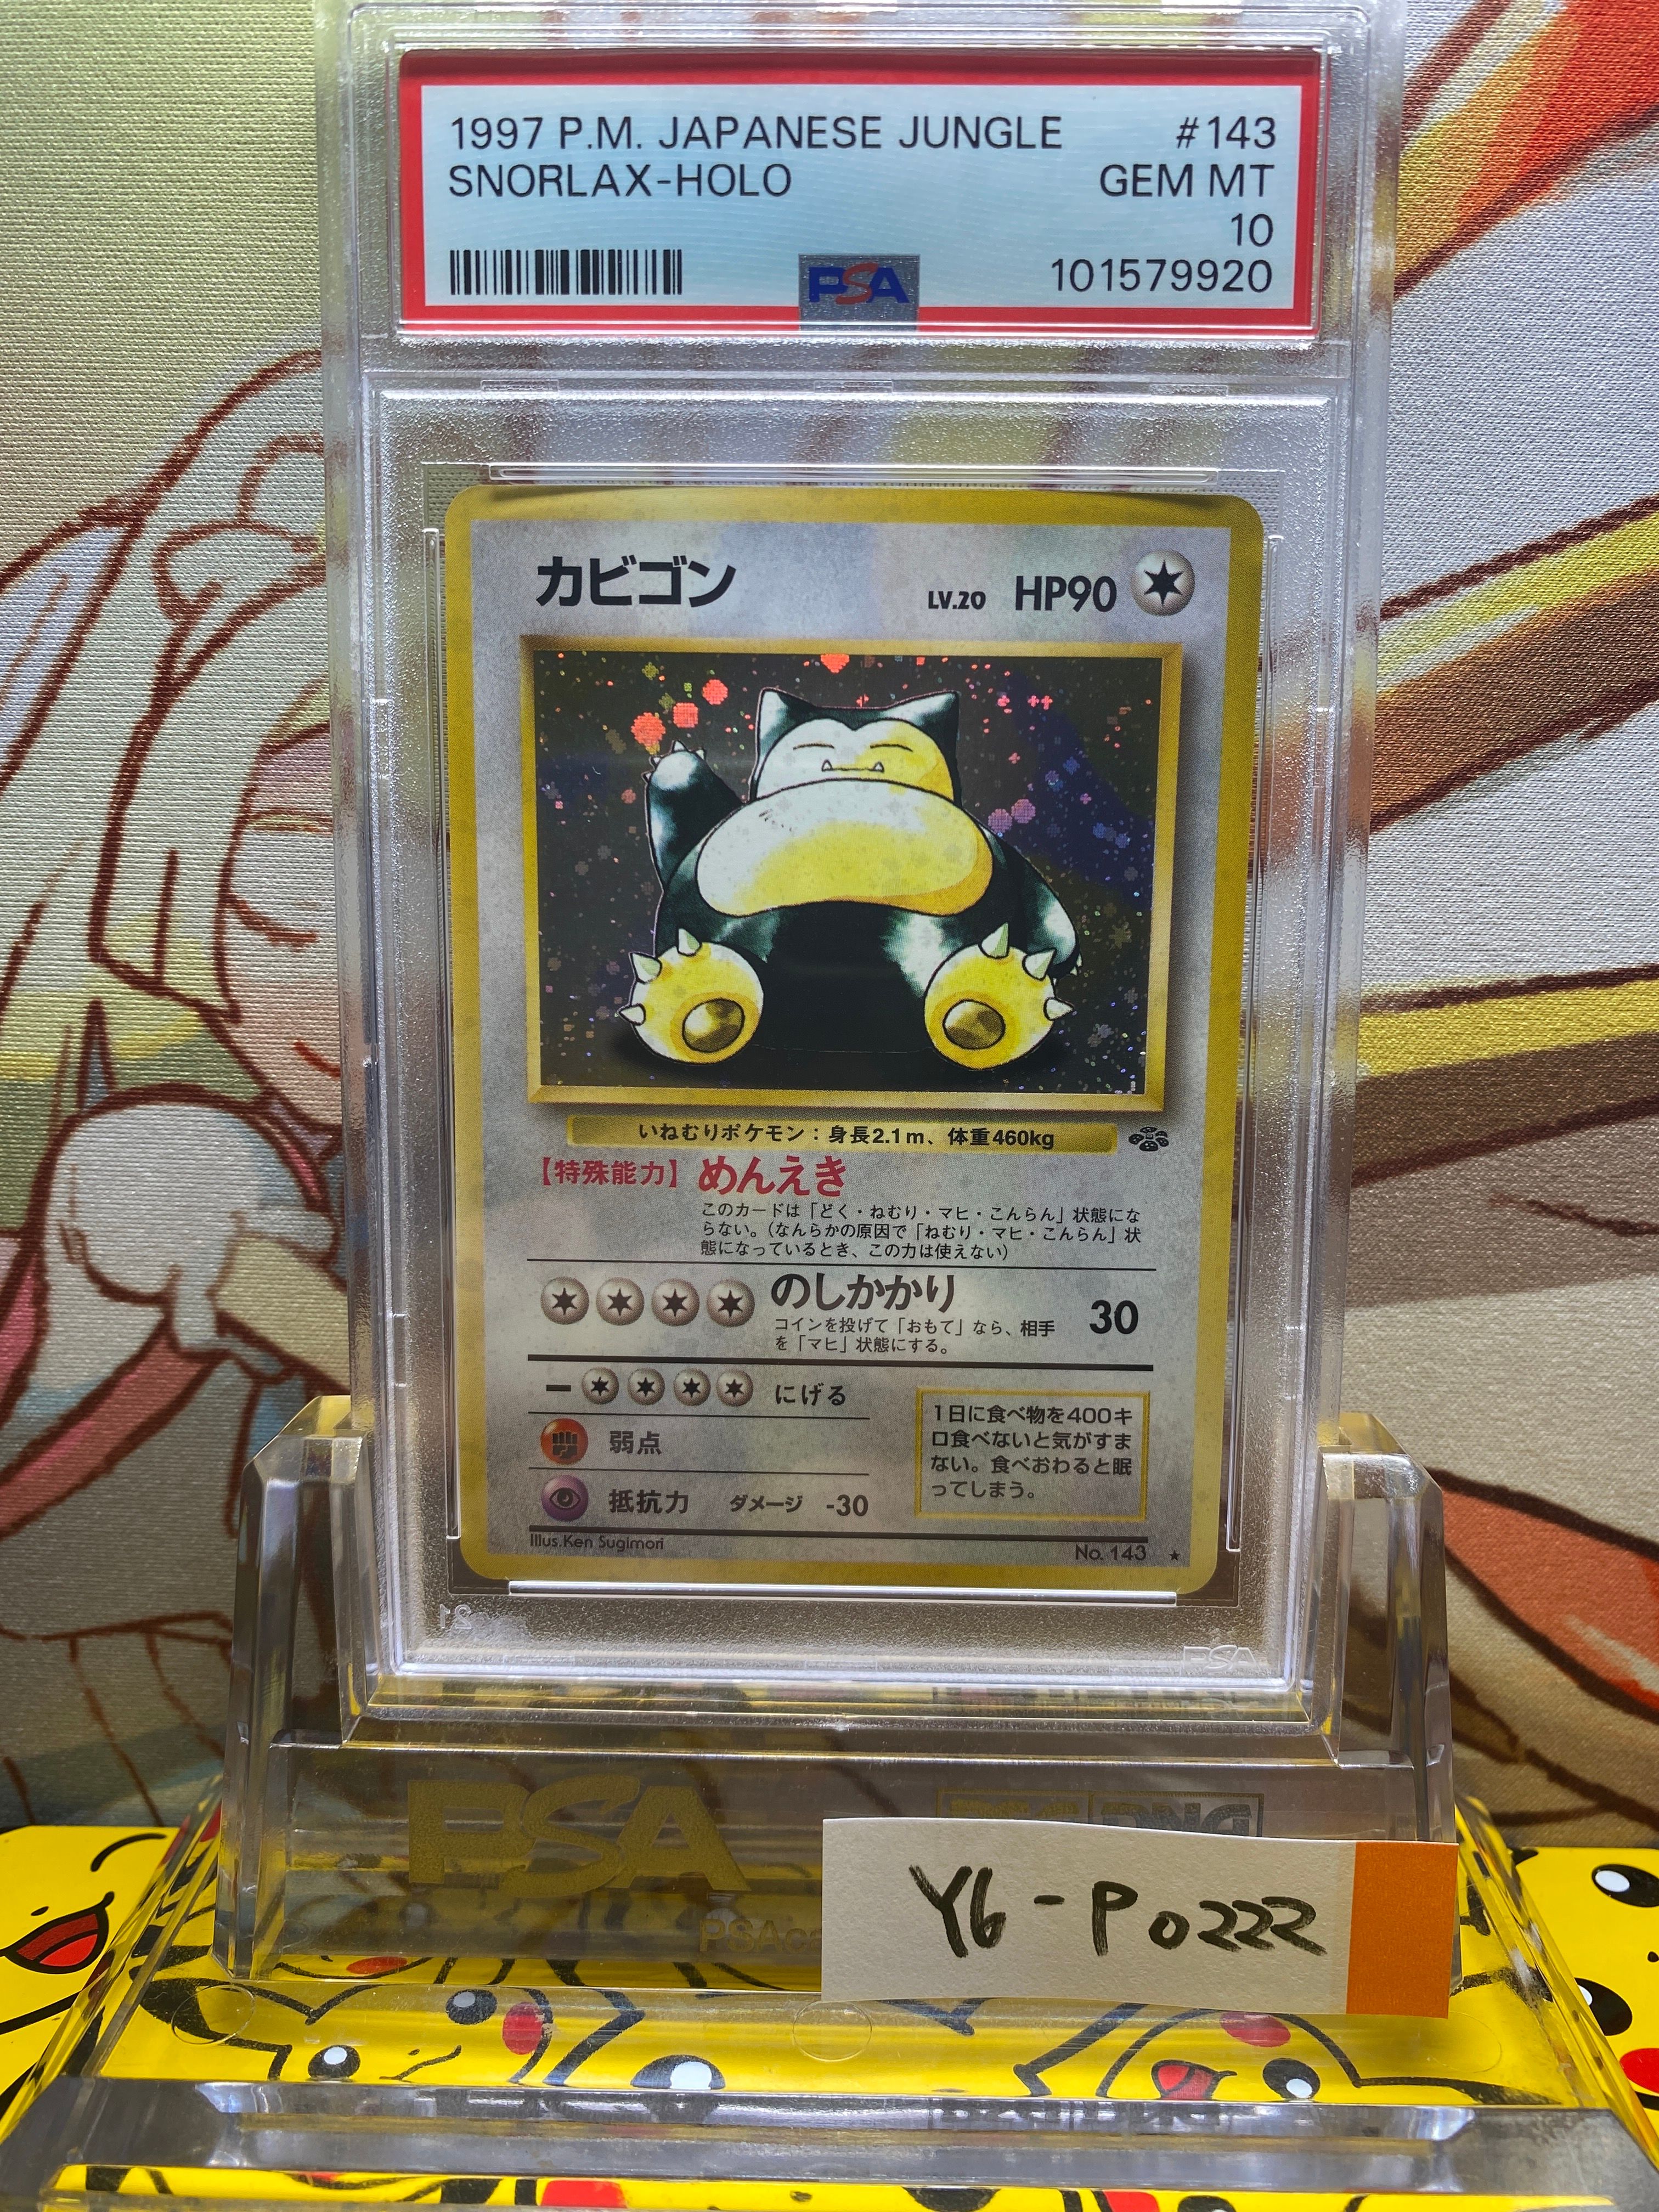 1997 P.M. JAPANESE JUNGLE #143
SNORLAX-HOLO GEM MT
10
PSA 101579920
カビゴン LV.20 HP90
いねむりポケモン：身長2.1m、体重460kg
【特殊能力】めんえき
このカードは「どく・ねむり・マヒ・こんらん」状態にな
らない。（なんらかの原因で「ねむり・マヒ・こんらん」状
態になっているとき、この力は使えない）
のしかかり 30
コインを投げて「おもて」なら、相手
を「マヒ」状態にする。
ー にげる
弱点
抵抗力 ダメージ -30
1日に食べ物を400キ
ロ食べないと気がすま
ない。食べおわると眠
ってしまう。
Illus.Ken Sugimori No. 143 ★
PSA
PSA
Y6-P0222